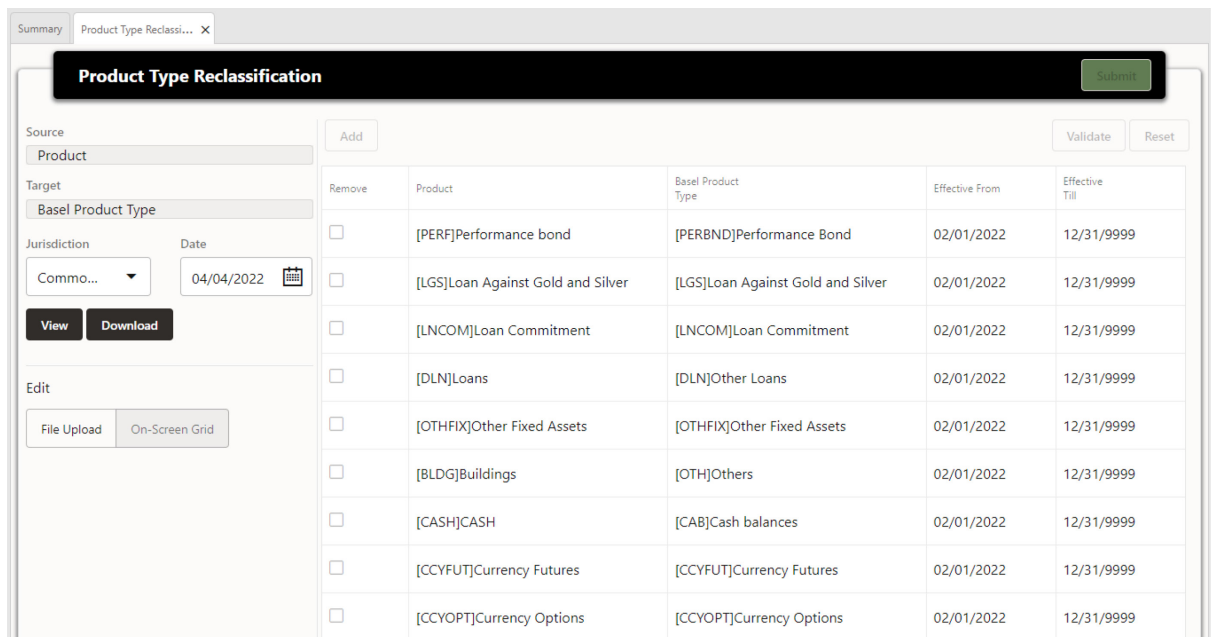 Summary
Product Type Reclassi...
Product Type Reclassification
Submit
Source
Product
Target
Basel Product Type
Jurisdiction Date
Commo... 04/04/2022
View Download
Edit
File Upload On-Screen Grid
Add Validate Reset
Remove Product Basel Product Type Effective From Effective Till
[PERF]Performance bond [PERBND]Performance Bond 02/01/2022 12/31/9999
[LGS]Loan Against Gold and Silver [LGS]Loan Against Gold and Silver 02/01/2022 12/31/9999
[LNCOM]Loan Commitment [LNCOM]Loan Commitment 02/01/2022 12/31/9999
[DLN]Loans [DLN]Other Loans 02/01/2022 12/31/9999
[OTHFIX]Other Fixed Assets [OTHFIX]Other Fixed Assets 02/01/2022 12/31/9999
[BLDG]Buildings [OTH]Others 02/01/2022 12/31/9999
[CASH]CASH [CAB]Cash balances 02/01/2022 12/31/9999
[CCYFUT]Currency Futures [CCYFUT]Currency Futures 02/01/2022 12/31/9999
[CCYOPT]Currency Options [CCYOPT]Currency Options 02/01/2022 12/31/9999